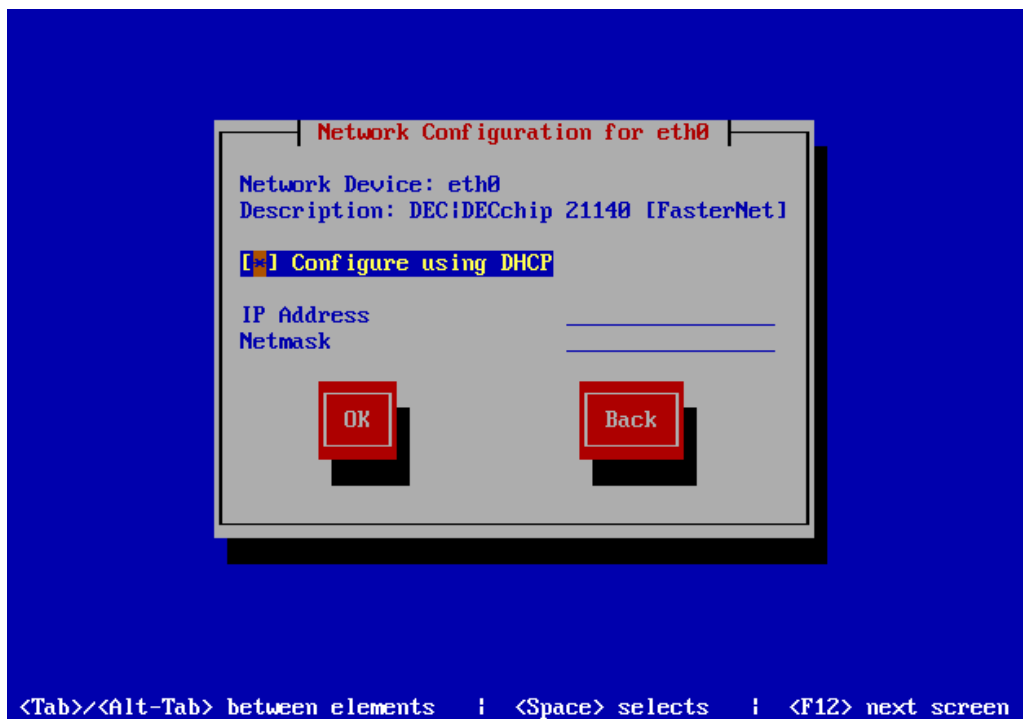 Network Configuration for eth0
Network Device: eth0
Description: DEC|DECchip 21140 [FasterNet]
[*] Configure using DHCP
IP Address
Netmask
OK Back
<Tab>/<Alt-Tab> between elements | <Space> selects | <F12> next screen